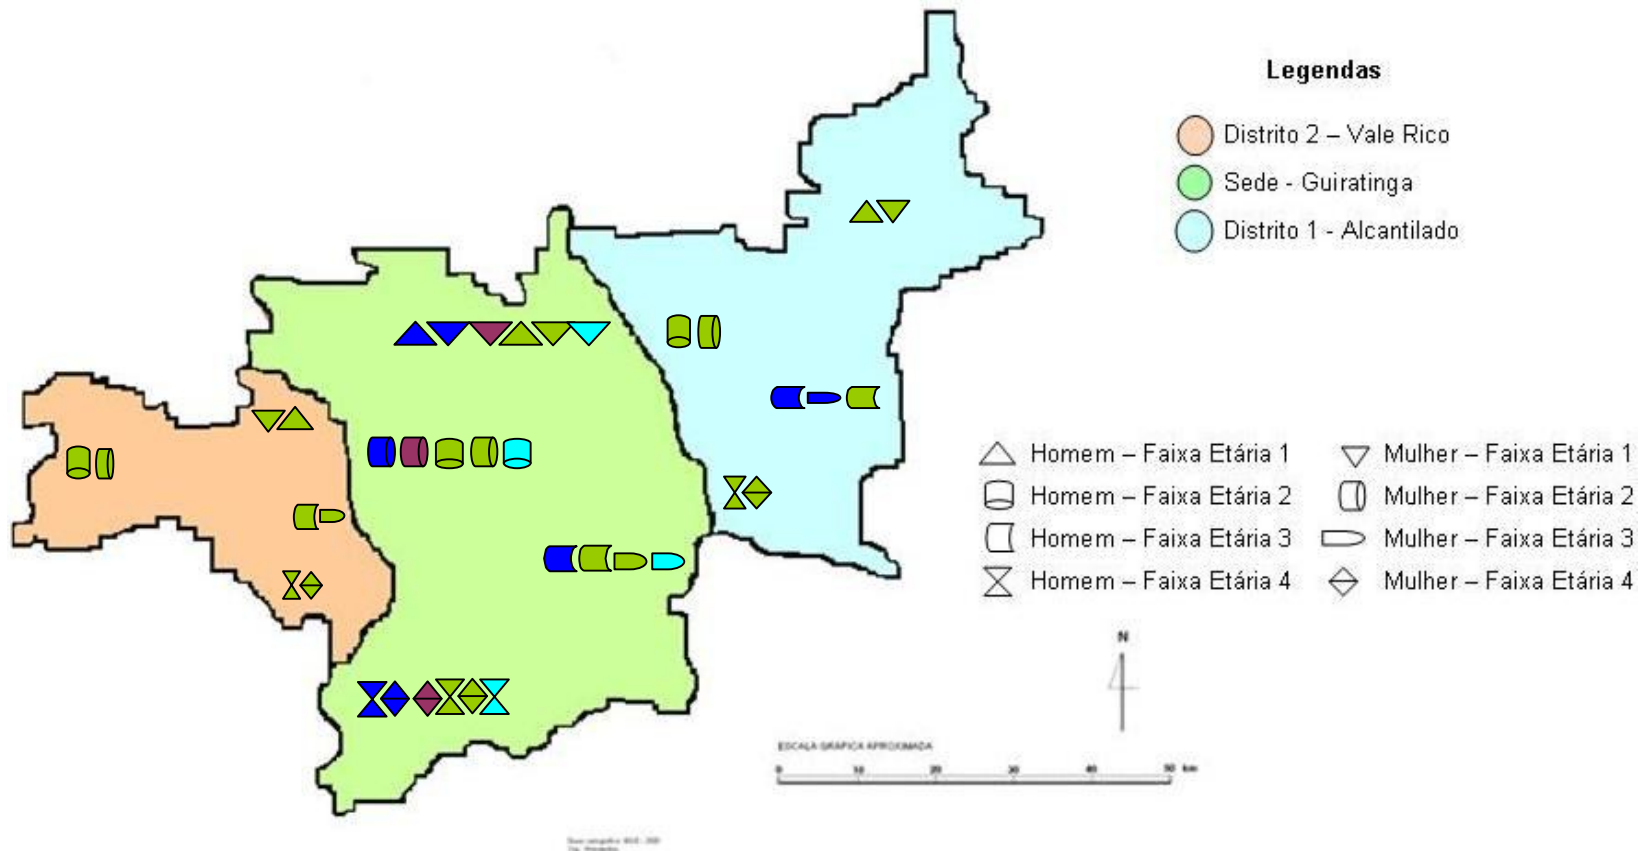 Legendas
Distrito 2 – Vale Rico
Sede - Guiratinga
Distrito 1 - Alcantilado
Homem – Faixa Etária 1
Mulher – Faixa Etária 1
Homem – Faixa Etária 2
Mulher – Faixa Etária 2
Homem – Faixa Etária 3
Mulher – Faixa Etária 3
Homem – Faixa Etária 4
Mulher – Faixa Etária 4
N
ESCALA GRÁFICA APROXIMADA
0 10 20 30 40 50 km